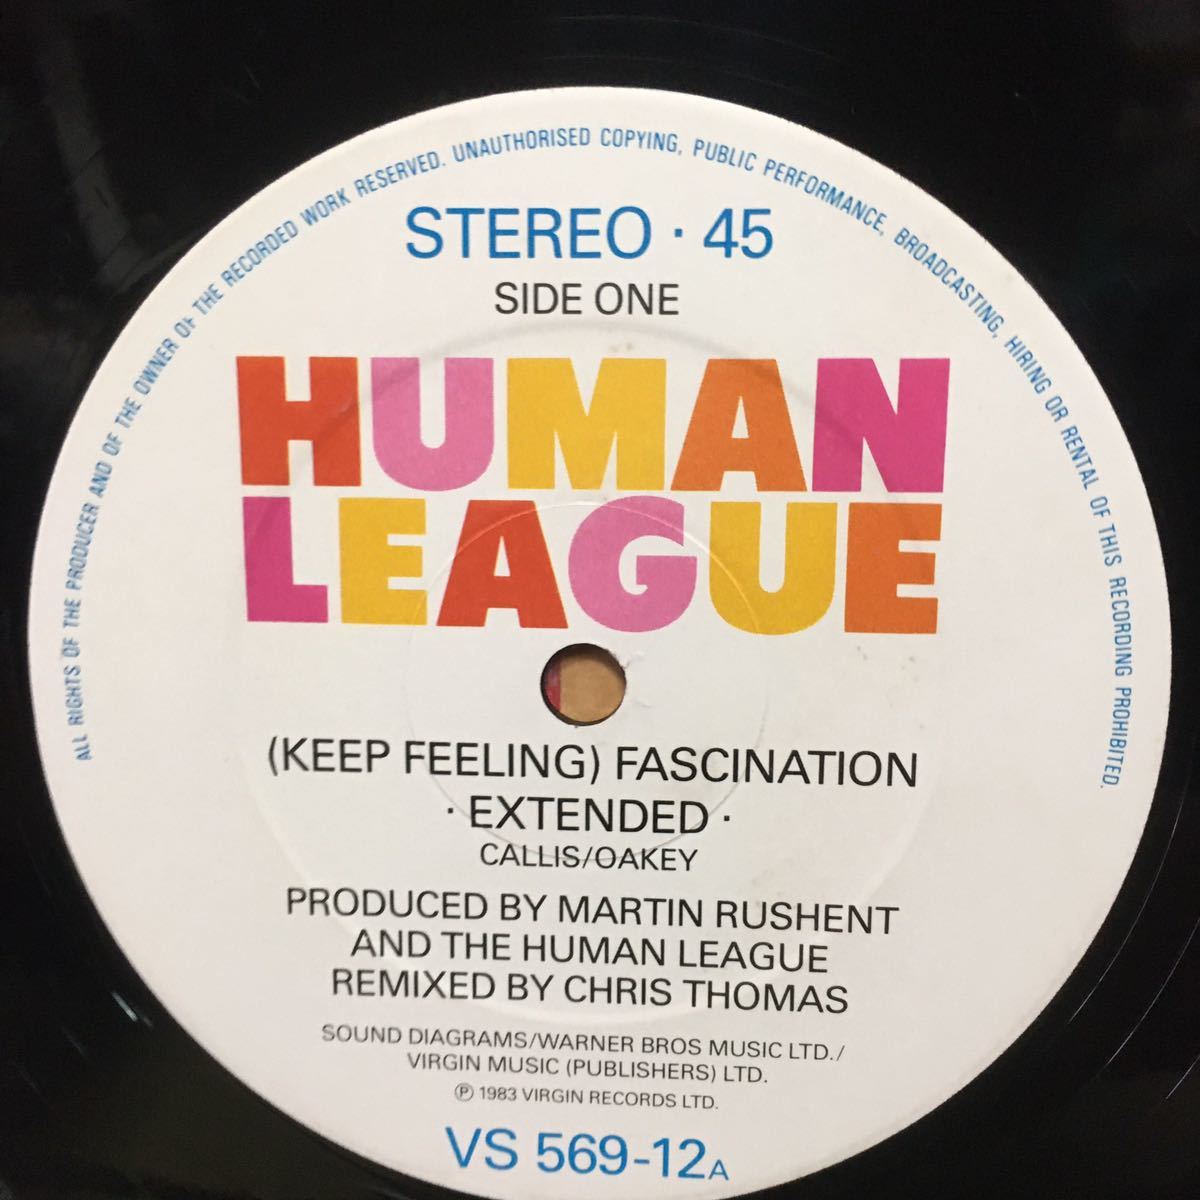 ALL RIGHTS OF THE PRODUCER AND OF THE OWNER OF THE RECORDED WORK RESERVED. UNAUTHORISED COPYING, PUBLIC PERFORMANCE, BROADCASTING, HIRING OR RENTAL OF THIS RECORDING PROHIBITED.
STEREO · 45
SIDE ONE
HUMAN
LEAGUE
(KEEP FEELING) FASCINATION
· EXTENDED ·
CALLIS/OAKEY
PRODUCED BY MARTIN RUSHENT
AND THE HUMAN LEAGUE
REMIXED BY CHRIS THOMAS
SOUND DIAGRAMS/WARNER BROS MUSIC LTD./
VIRGIN MUSIC (PUBLISHERS) LTD.
℗ 1983 VIRGIN RECORDS LTD.
VS 569-12A